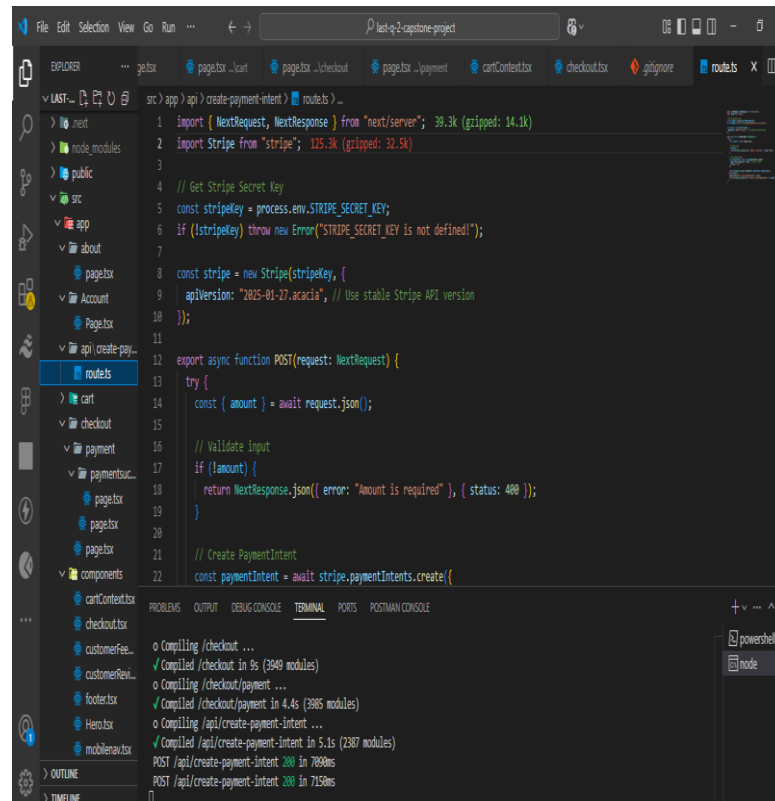 File Edit Selection View Go Run ··· last-q-2-capstone-project
EXPLORER ··· ge.tsx page.tsx ...\cart page.tsx ...\checkout page.tsx ...\payment cartContext.tsx checkout.tsx .gitignore route.ts X
LAST-...
.next
node_modules
public
src
app
about
page.tsx
Account
Page.tsx
api\create-pay...
route.ts
cart
checkout
payment
paymentsuc...
page.tsx
page.tsx
page.tsx
components
cartContext.tsx
checkout.tsx
customerFee...
customerRevi...
footer.tsx
Hero.tsx
mobilenav.tsx
OUTLINE
TIMELINE
src > app > api > create-payment-intent > route.ts > ...
1 import { NextRequest, NextResponse } from "next/server"; 39.3k (gzipped: 14.1k)
2 import Stripe from "stripe"; 125.3k (gzipped: 32.5k)
3
4 // Get Stripe Secret Key
5 const stripeKey = process.env.STRIPE_SECRET_KEY;
6 if (!stripeKey) throw new Error("STRIPE_SECRET_KEY is not defined!");
7
8 const stripe = new Stripe(stripeKey, {
9 apiVersion: "2025-01-27.acacia", // Use stable Stripe API version
10 });
11
12 export async function POST(request: NextRequest) {
13 try {
14 const { amount } = await request.json();
15
16 // Validate input
17 if (!amount) {
18 return NextResponse.json({ error: "Amount is required" }, { status: 400 });
19 }
20
21 // Create PaymentIntent
22 const paymentIntent = await stripe.paymentIntents.create({
PROBLEMS OUTPUT DEBUG CONSOLE TERMINAL PORTS POSTMAN CONSOLE
○ Compiling /checkout ...
✓ Compiled /checkout in 9s (3949 modules)
○ Compiling /checkout/payment ...
✓ Compiled /checkout/payment in 4.4s (3985 modules)
○ Compiling /api/create-payment-intent ...
✓ Compiled /api/create-payment-intent in 5.1s (2387 modules)
POST /api/create-payment-intent 200 in 7090ms
POST /api/create-payment-intent 200 in 7150ms
powershell
node